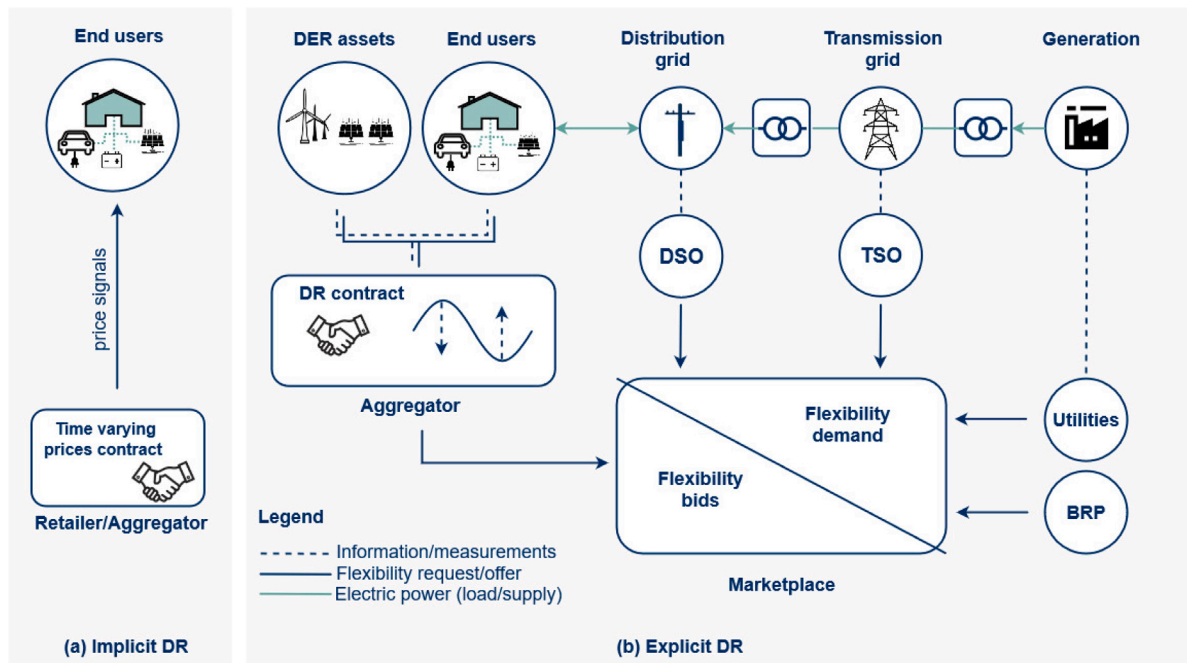 End users
price signals
Time varying
prices contract
Retailer/Aggregator
(a) Implicit DR
DER assets
End users
Distribution
grid
Transmission
grid
Generation
DSO
TSO
DR contract
Aggregator
Flexibility
demand
Flexibility
bids
Utilities
BRP
Marketplace
Legend
Information/measurements
Flexibility request/offer
Electric power (load/supply)
(b) Explicit DR